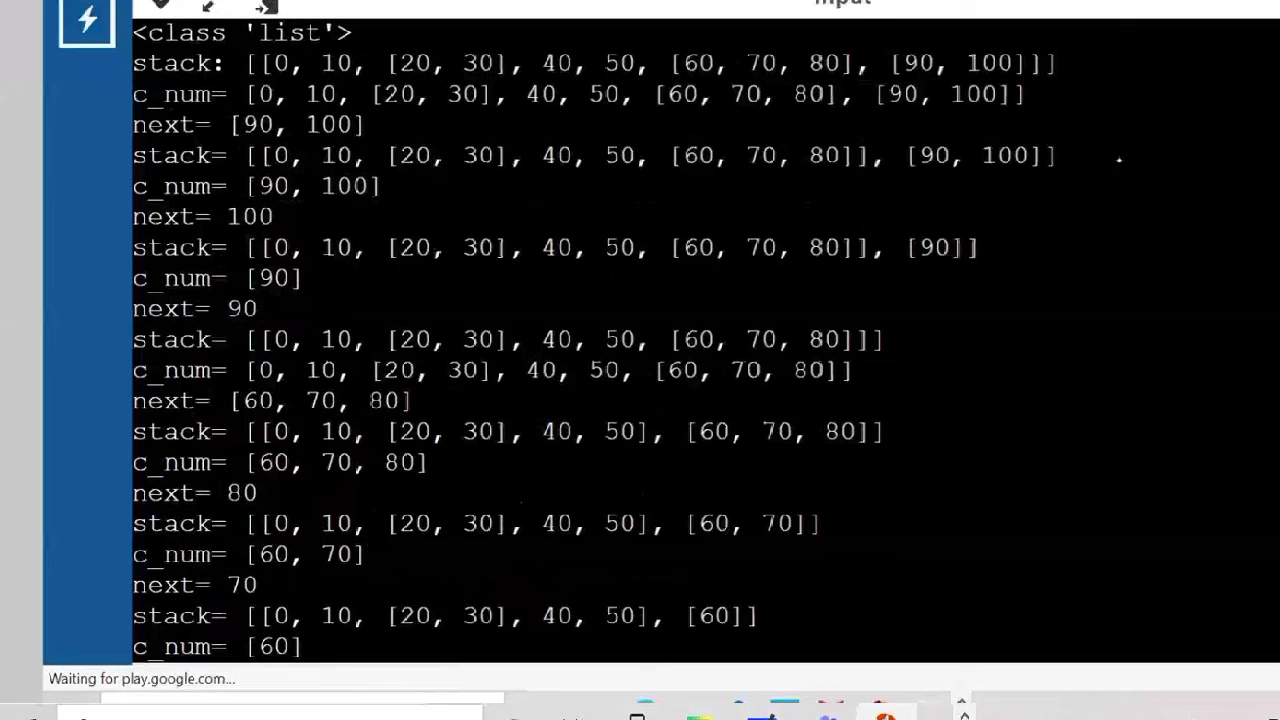 input
<class 'list'>
stack: [[0, 10, [20, 30], 40, 50, [60, 70, 80], [90, 100]]]
c_num= [0, 10, [20, 30], 40, 50, [60, 70, 80], [90, 100]]
next= [90, 100]
stack= [[0, 10, [20, 30], 40, 50, [60, 70, 80]], [90, 100]]
c_num= [90, 100]
next= 100
stack= [[0, 10, [20, 30], 40, 50, [60, 70, 80]], [90]]
c_num= [90]
next= 90
stack= [[0, 10, [20, 30], 40, 50, [60, 70, 80]]]
c_num= [0, 10, [20, 30], 40, 50, [60, 70, 80]]
next= [60, 70, 80]
stack= [[0, 10, [20, 30], 40, 50], [60, 70, 80]]
c_num= [60, 70, 80]
next= 80
stack= [[0, 10, [20, 30], 40, 50], [60, 70]]
c_num= [60, 70]
next= 70
stack= [[0, 10, [20, 30], 40, 50], [60]]
c_num= [60]
Waiting for play.google.com...